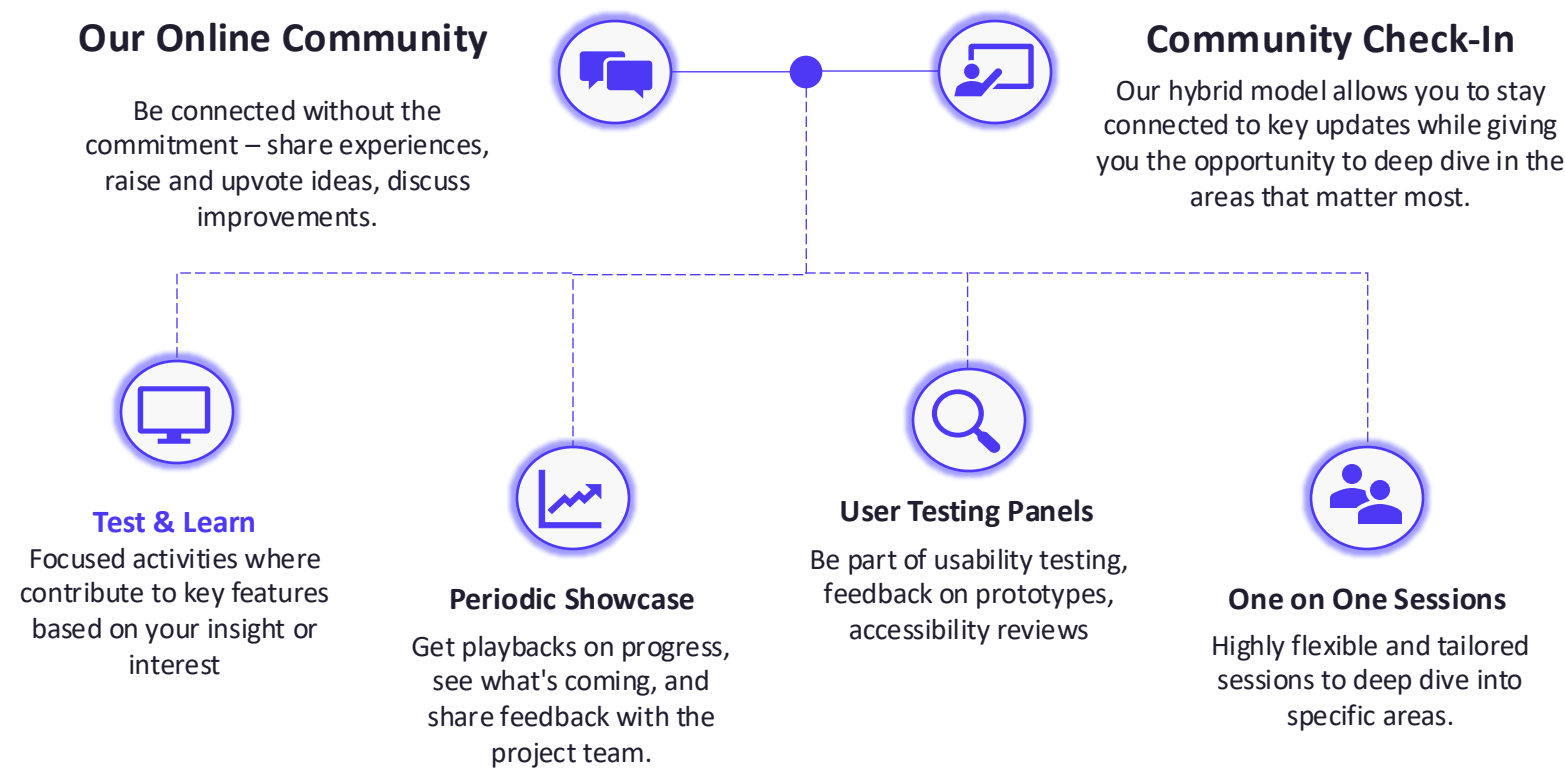 Our Online Community
Be connected without the
commitment – share experiences,
raise and upvote ideas, discuss
improvements.
Community Check-In
Our hybrid model allows you to stay
connected to key updates while giving
you the opportunity to deep dive in the
areas that matter most.
Test & Learn
Focused activities where
contribute to key features
based on your insight or
interest
Periodic Showcase
Get playbacks on progress,
see what's coming, and
share feedback with the
project team.
User Testing Panels
Be part of usability testing,
feedback on prototypes,
accessibility reviews
One on One Sessions
Highly flexible and tailored
sessions to deep dive into
specific areas.